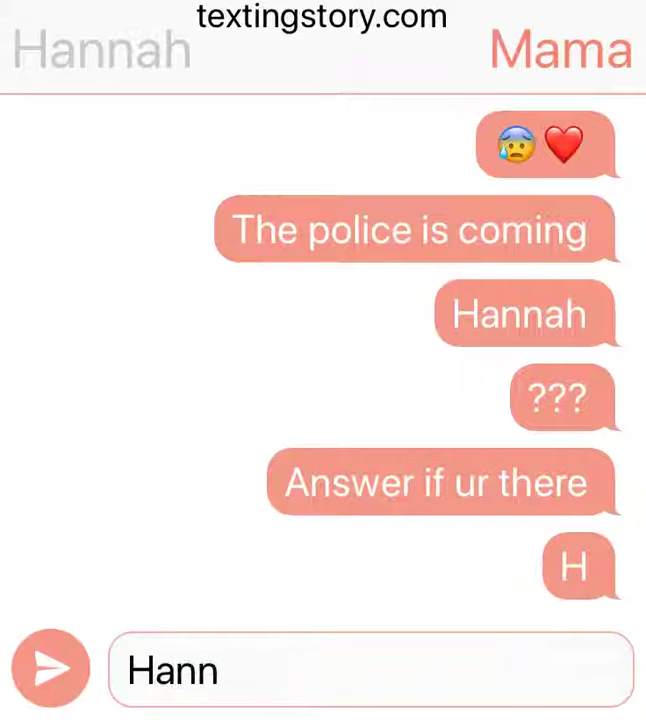 textingstory.com
Hannah Mama
😰❤️
The police is coming
Hannah
???
Answer if ur there
H
Hann